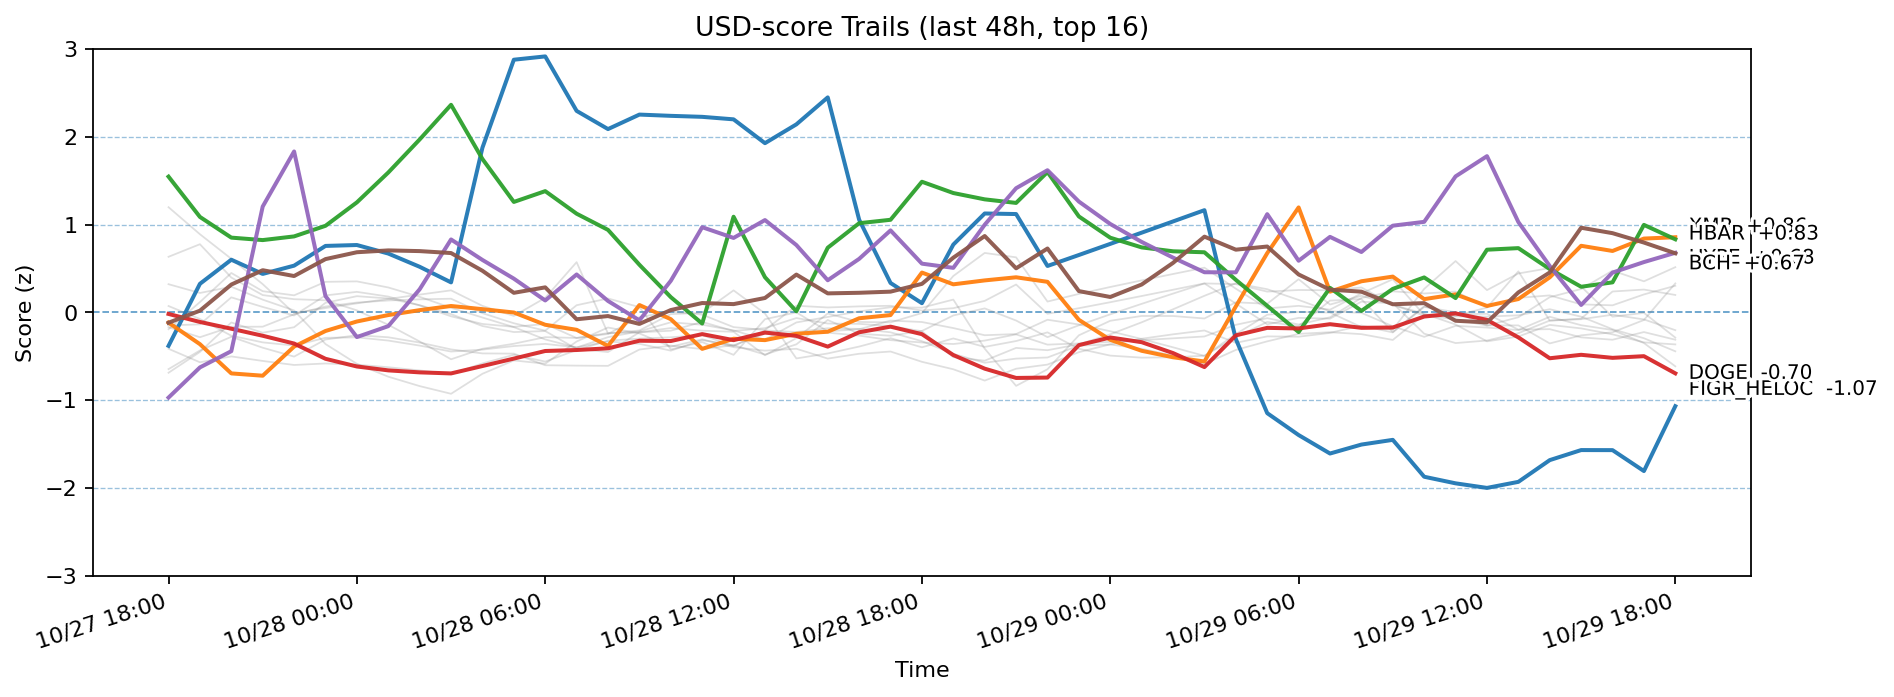 USD-score Trails (last 48h, top 16)
Score (z)
3
2
1
0
−1
−2
−3
HBAR +0.83
BCH +0.67
DOGE -0.70
FIGR_HELOC -1.07
10/27 18:00
10/28 00:00
10/28 06:00
10/28 12:00
10/28 18:00
10/29 00:00
10/29 06:00
10/29 12:00
10/29 18:00
Time